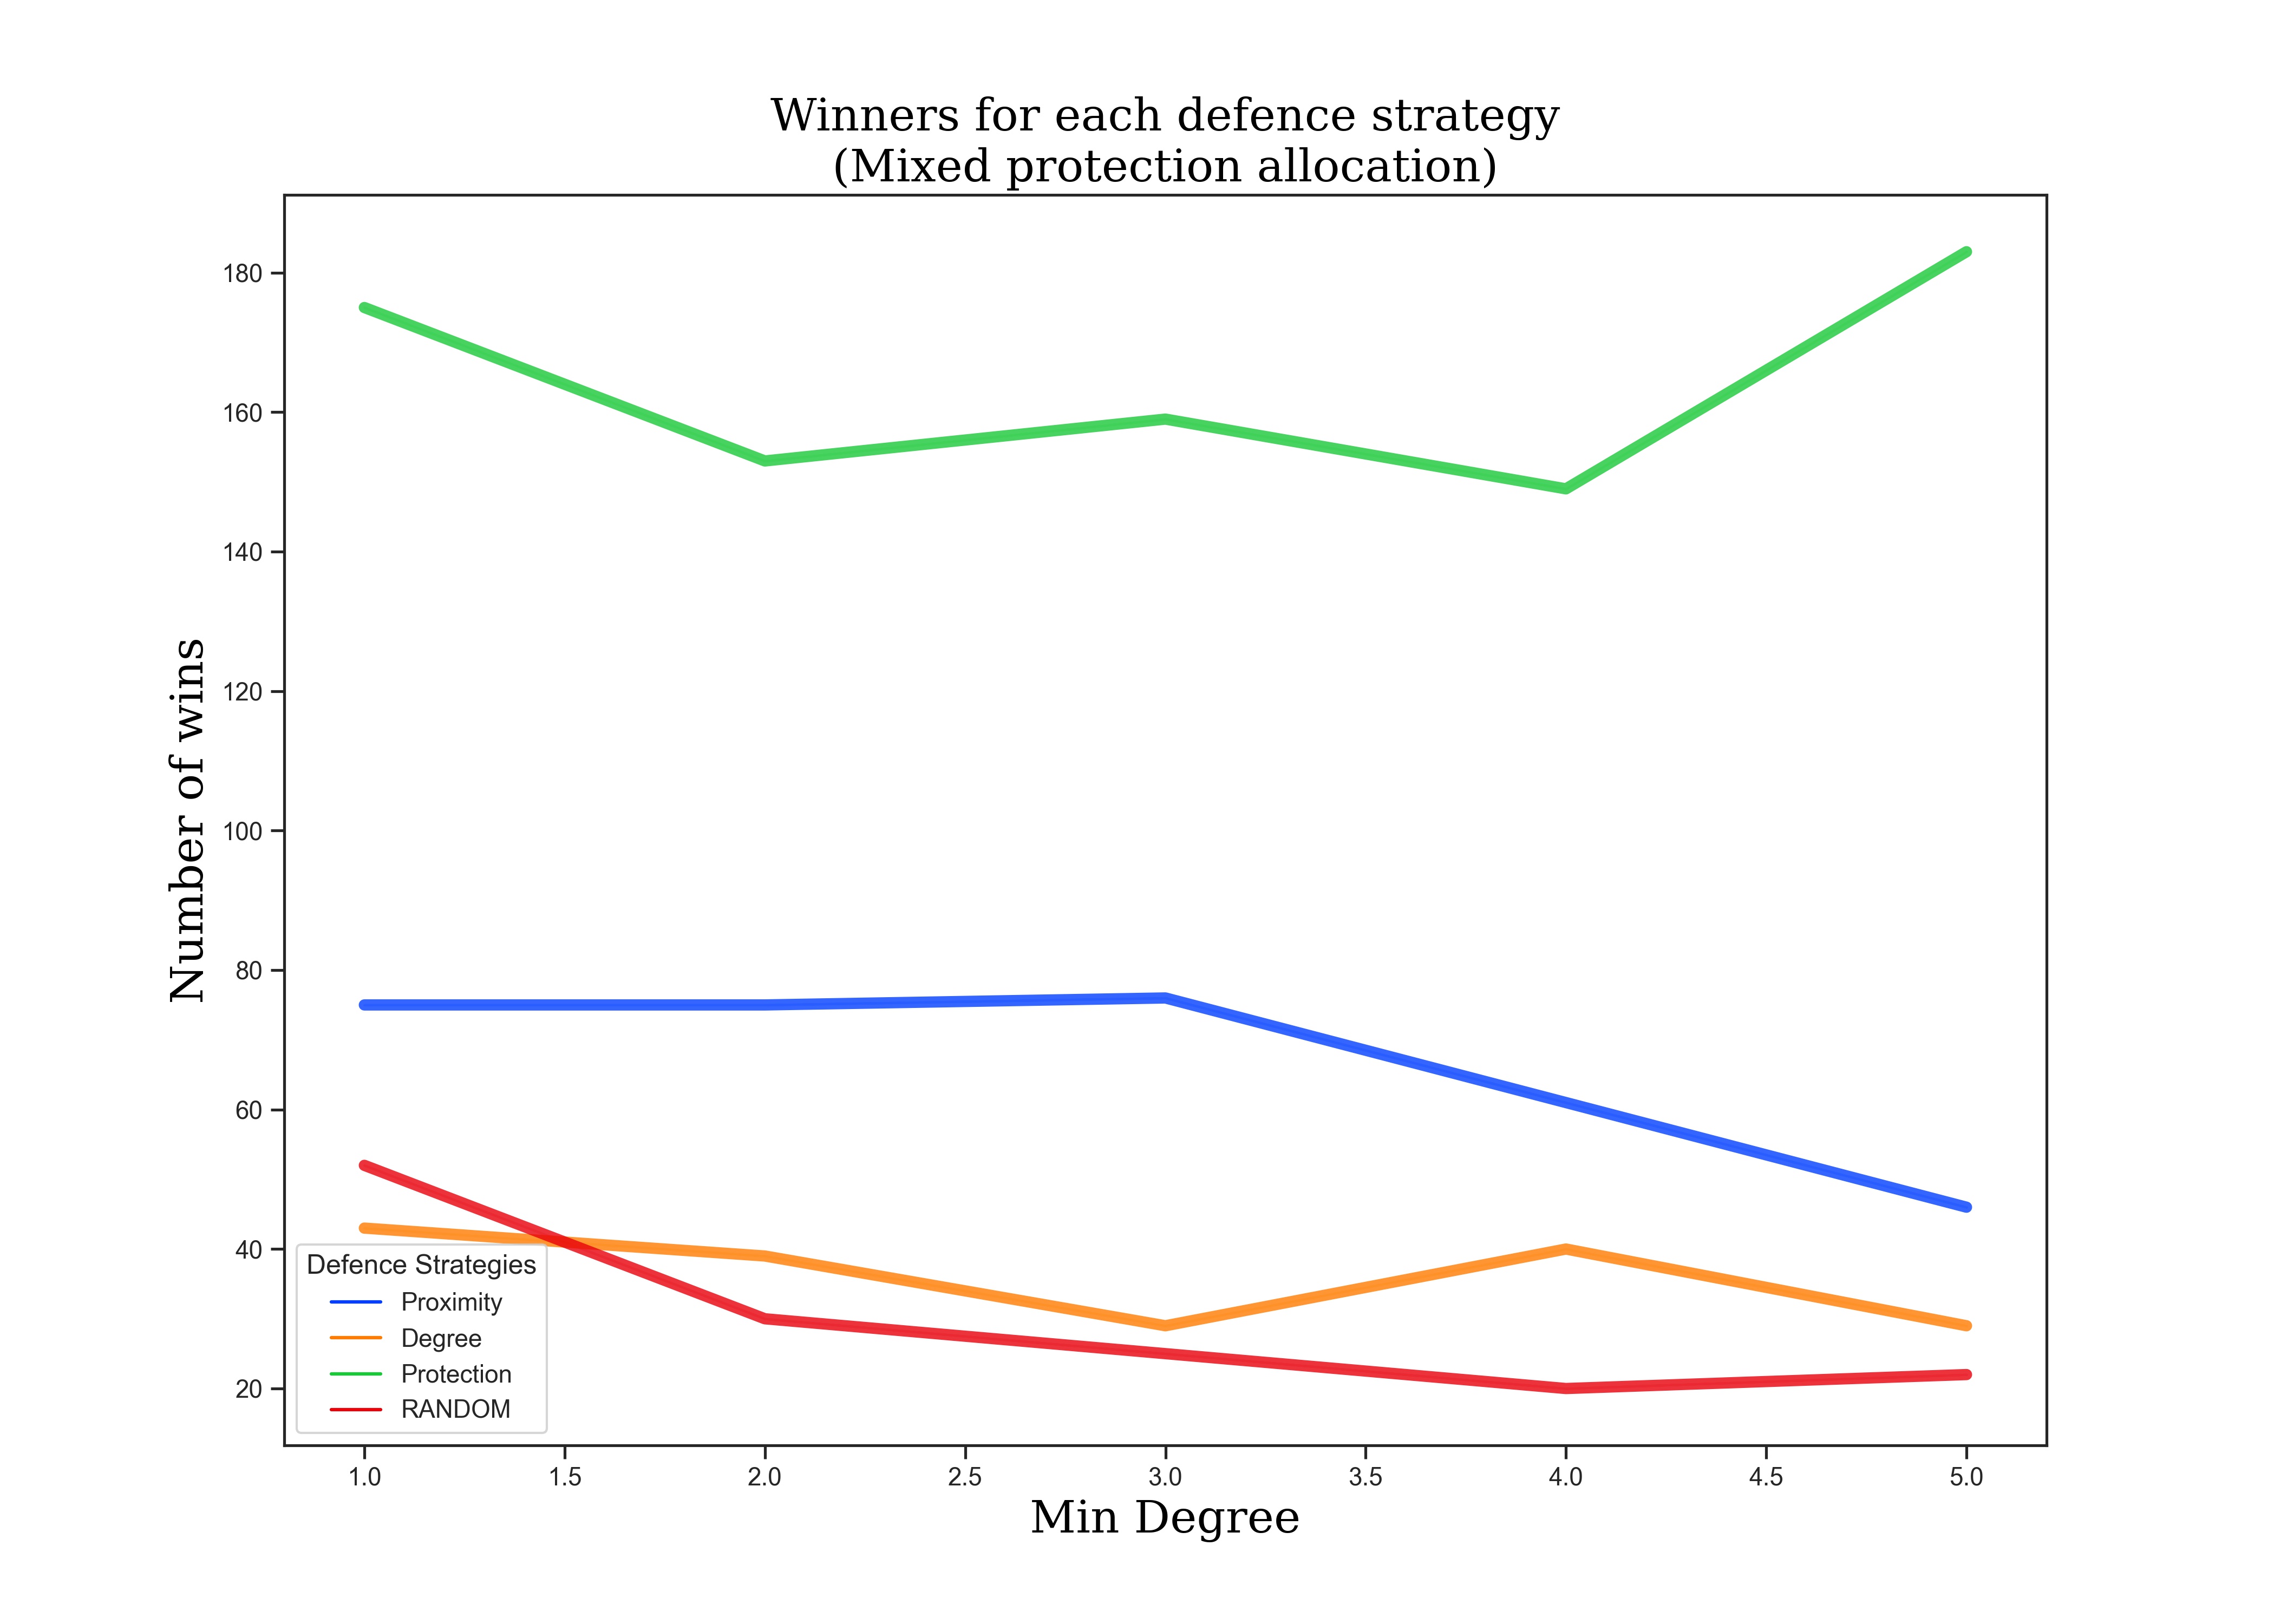 Winners for each defence strategy
(Mixed protection allocation)
Number of wins
180
160
140
120
100
80
60
40
20
Defence Strategies
Proximity
Degree
Protection
RANDOM
1.0 1.5 2.0 2.5 3.0 3.5 4.0 4.5 5.0
Min Degree